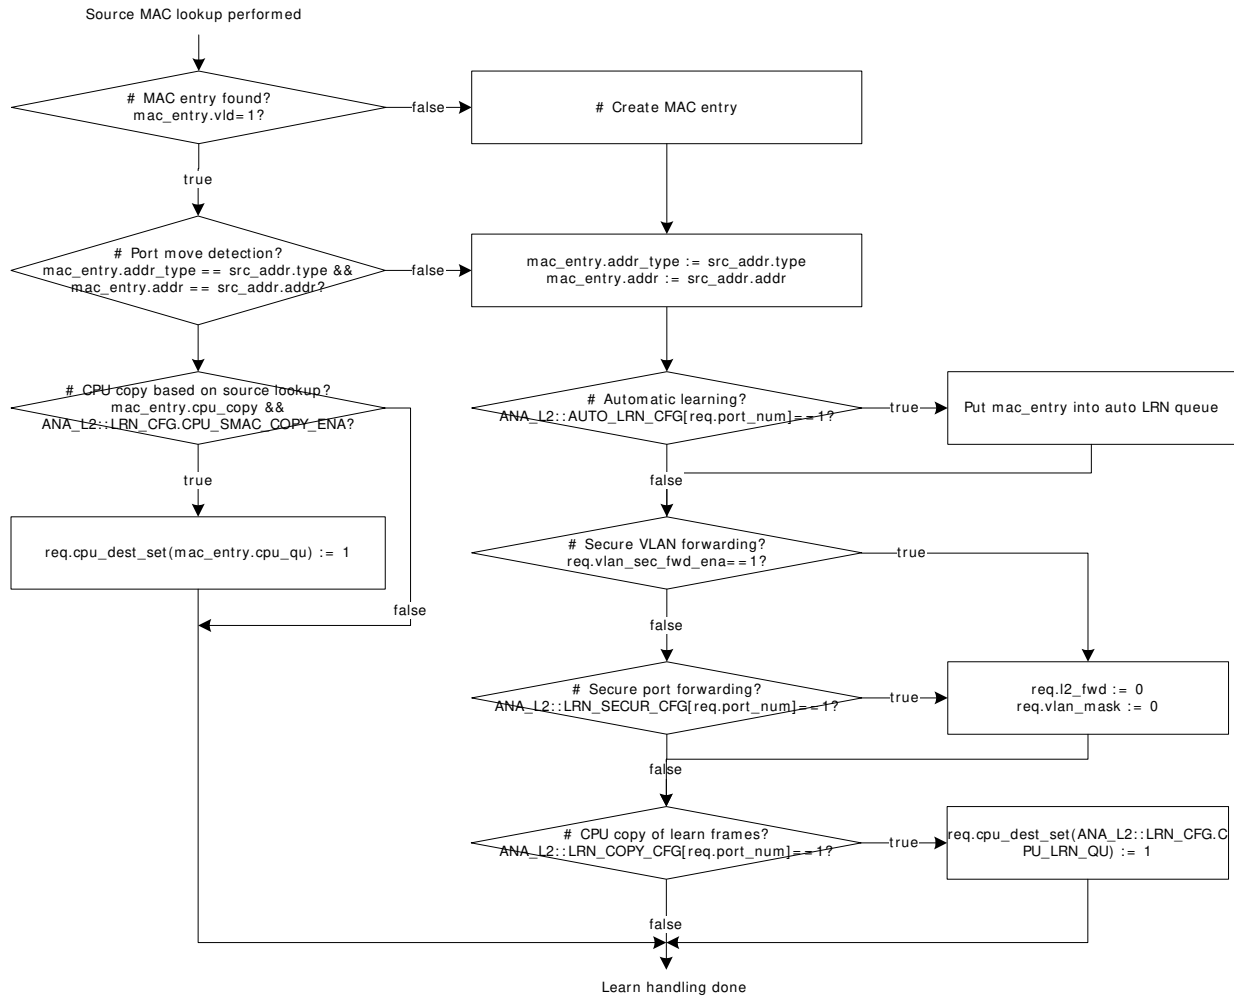 Source MAC lookup performed
# MAC entry found?
mac_entry.vld=1?
false
# Create MAC entry
true
# Port move detection?
mac_entry.addr_type == src_addr.type &&
mac_entry.addr == src_addr.addr?
false
mac_entry.addr_type := src_addr.type
mac_entry.addr := src_addr.addr
# CPU copy based on source lookup?
mac_entry.cpu_copy &&
ANA_L2::LRN_CFG.CPU_SMAC_COPY_ENA?
# Automatic learning?
ANA_L2::AUTO_LRN_CFG[req.port_num]==1?
true
Put mac_entry into auto LRN queue
true
false
req.cpu_dest_set(mac_entry.cpu_qu) := 1
# Secure VLAN forwarding?
req.vlan_sec_fwd_ena==1?
true
false
false
# Secure port forwarding?
ANA_L2::LRN_SECUR_CFG[req.port_num]==1?
true
req.l2_fwd := 0
req.vlan_mask := 0
false
# CPU copy of learn frames?
ANA_L2::LRN_COPY_CFG[req.port_num]==1?
true
req.cpu_dest_set(ANA_L2::LRN_CFG.C
PU_LRN_QU) := 1
false
Learn handling done